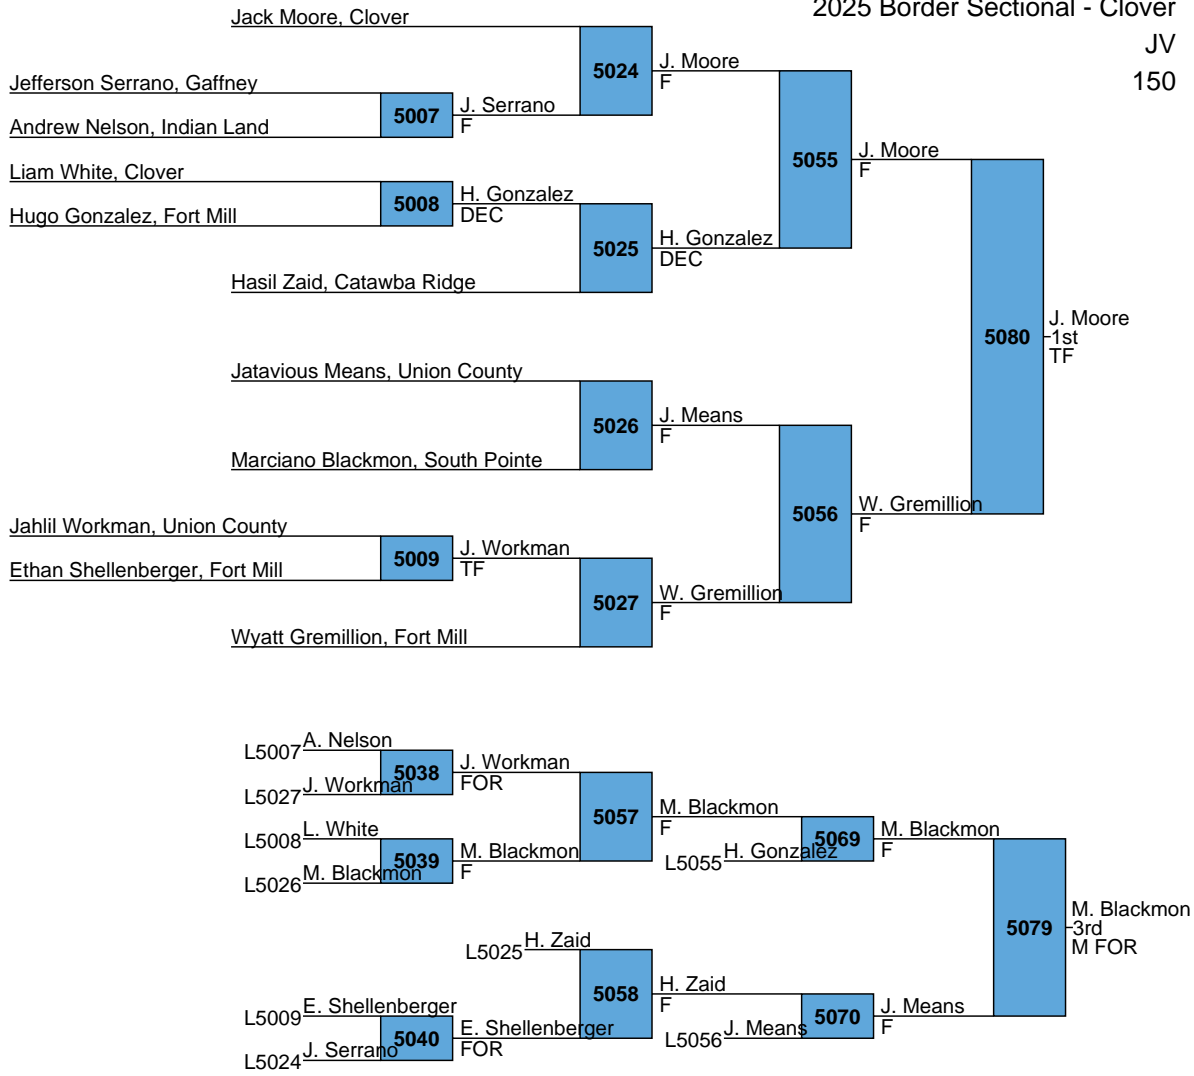 2025 Border Sectional - Clover
JV
150
Jack Moore, Clover
5024
J. Moore
F
Jefferson Serrano, Gaffney
5007
J. Serrano
F
Andrew Nelson, Indian Land
5055
J. Moore
F
Liam White, Clover
5008
H. Gonzalez
DEC
Hugo Gonzalez, Fort Mill
5025
H. Gonzalez
DEC
Hasil Zaid, Catawba Ridge
5080
J. Moore
1st
TF
Jatavious Means, Union County
5026
J. Means
F
Marciano Blackmon, South Pointe
5056
W. Gremillion
F
Jahlil Workman, Union County
5009
J. Workman
TF
Ethan Shellenberger, Fort Mill
5027
W. Gremillion
F
Wyatt Gremillion, Fort Mill
L5007 A. Nelson
5038
J. Workman
FOR
L5027 J. Workman
5057
M. Blackmon
F
L5008 L. White
5039
M. Blackmon
F
L5026 M. Blackmon
5069
M. Blackmon
F
L5055 H. Gonzalez
5079
M. Blackmon
3rd
M FOR
L5025 H. Zaid
5058
H. Zaid
F
L5009 E. Shellenberger
5040
E. Shellenberger
FOR
L5024 J. Serrano
5070
J. Means
F
L5056 J. Means